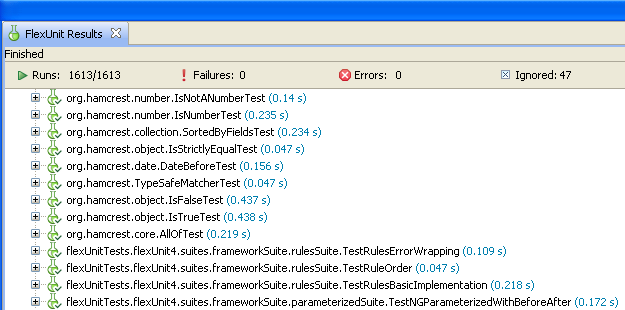 FlexUnit Results
Finished
Runs: 1613/1613 Failures: 0 Errors: 0 Ignored: 47
org.hamcrest.number.IsNotANumberTest (0.14 s)
org.hamcrest.number.IsNumberTest (0.235 s)
org.hamcrest.collection.SortedByFieldsTest (0.234 s)
org.hamcrest.object.IsStrictlyEqualTest (0.047 s)
org.hamcrest.date.DateBeforeTest (0.156 s)
org.hamcrest.TypeSafeMatcherTest (0.047 s)
org.hamcrest.object.IsFalseTest (0.437 s)
org.hamcrest.object.IsTrueTest (0.438 s)
org.hamcrest.core.AllOfTest (0.219 s)
flexUnitTests.flexUnit4.suites.frameworkSuite.rulesSuite.TestRulesErrorWrapping (0.109 s)
flexUnitTests.flexUnit4.suites.frameworkSuite.rulesSuite.TestRuleOrder (0.047 s)
flexUnitTests.flexUnit4.suites.frameworkSuite.rulesSuite.TestRulesBasicImplementation (0.218 s)
flexUnitTests.flexUnit4.suites.frameworkSuite.parameterizedSuite.TestNGParameterizedWithBeforeAfter (0.172 s)